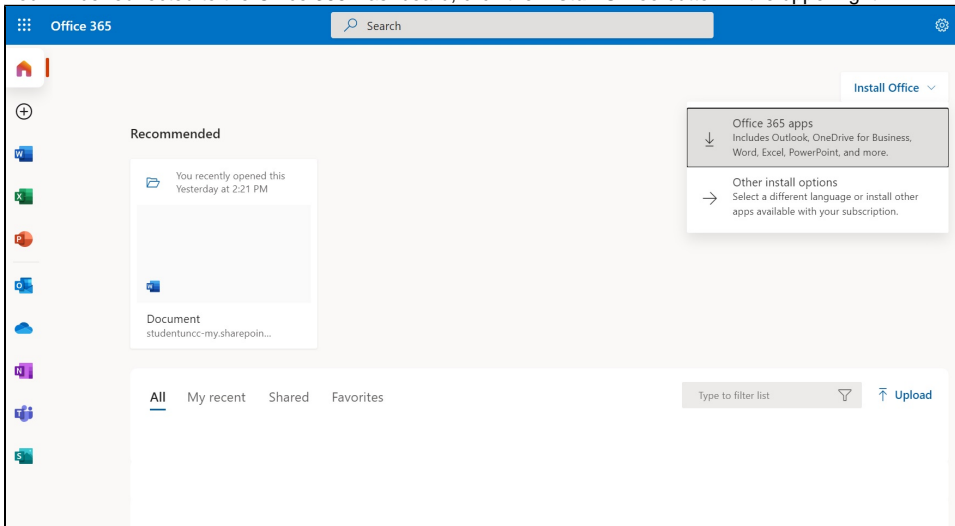 Office 365
Search
Install Office
Office 365 apps
Includes Outlook, OneDrive for Business,
Word, Excel, PowerPoint, and more.
Other install options
Select a different language or install other
apps available with your subscription.
Recommended
You recently opened this
Yesterday at 2:21 PM
Document
studentuncc-my.sharepoin...
All My recent Shared Favorites
Type to filter list
Upload